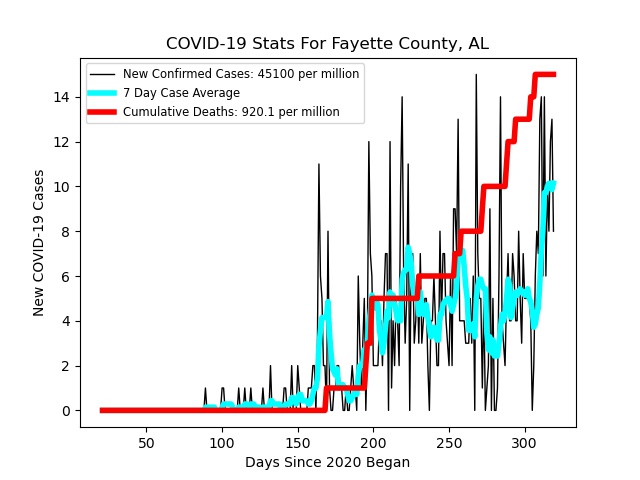 COVID-19 Stats For Fayette County, AL
New Confirmed Cases: 45100 per million
7 Day Case Average
Cumulative Deaths: 920.1 per million
New COVID-19 Cases
14
12
10
8
6
4
2
0
50 100 150 200 250 300
Days Since 2020 Began